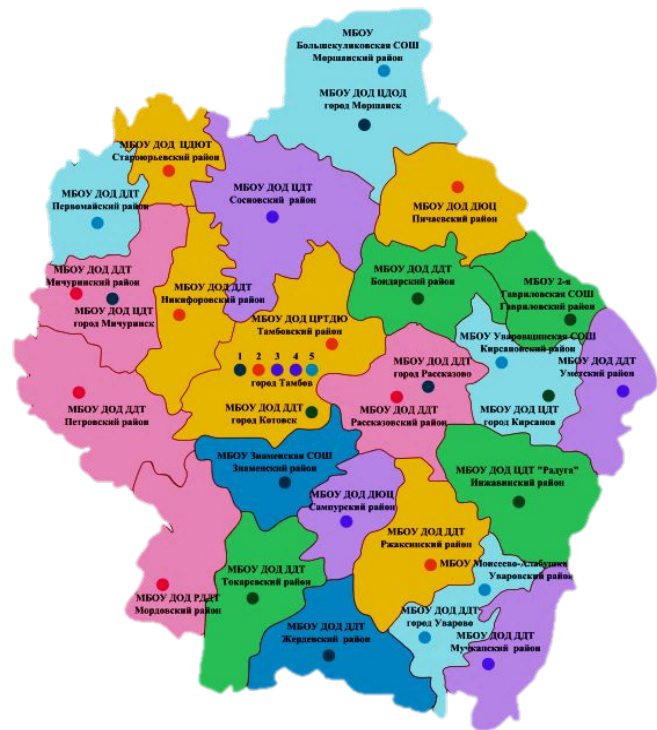 МБОУ
Большекуликовская СОШ
Моршанский район
МБОУ ДОД ЦДОД
город Моршанск
МБОУ ДОД ЦДЮТ
Староюрьевский район
МБОУ ДОД ДДТ
Первомайский район
МБОУ ДОД ЦДТ
Сосновский район
МБОУ ДОД ДЮЦ
Пичаевский район
МБОУ ДОД ДДТ
Мичуринский район
МБОУ ДОД ЦДТ
город Мичуринск
МБОУ ДОД ДДТ
Никифоровский район
МБОУ ДОД ДДТ
Бондарский район
МБОУ 2-я
Гавриловская СОШ
Гавриловский район
МБОУ ДОД ЦРТДЮ
Тамбовский район
1 2 3 4 5
город Тамбов
МБОУ Уваровщинская СОШ
Кирсановский район
МБОУ ДОД ДДТ
Уметский район
МБОУ ДОД ДДТ
город Рассказово
МБОУ ДОД ДДТ
Петровский район
МБОУ ДОД ДДТ
город Котовск
МБОУ ДОД ДДТ
Рассказовский район
МБОУ ДОД ЦДТ
город Кирсанов
МБОУ Знаменская СОШ
Знаменский район
МБОУ ДОД ЦДТ "Радуга"
Инжавинский район
МБОУ ДОД ДЮЦ
Сампурский район
МБОУ ДОД ДДТ
Ржаксинский район
МБОУ Моисеево-Алабушка
Уваровский район
МБОУ ДОД ДДТ
Токаревский район
МБОУ ДОД РДДТ
Мордовский район
МБОУ ДОД ДДТ
город Уварово
МБОУ ДОД ДДТ
Жердевский район
МБОУ ДОД ДДТ
Мучкапский район